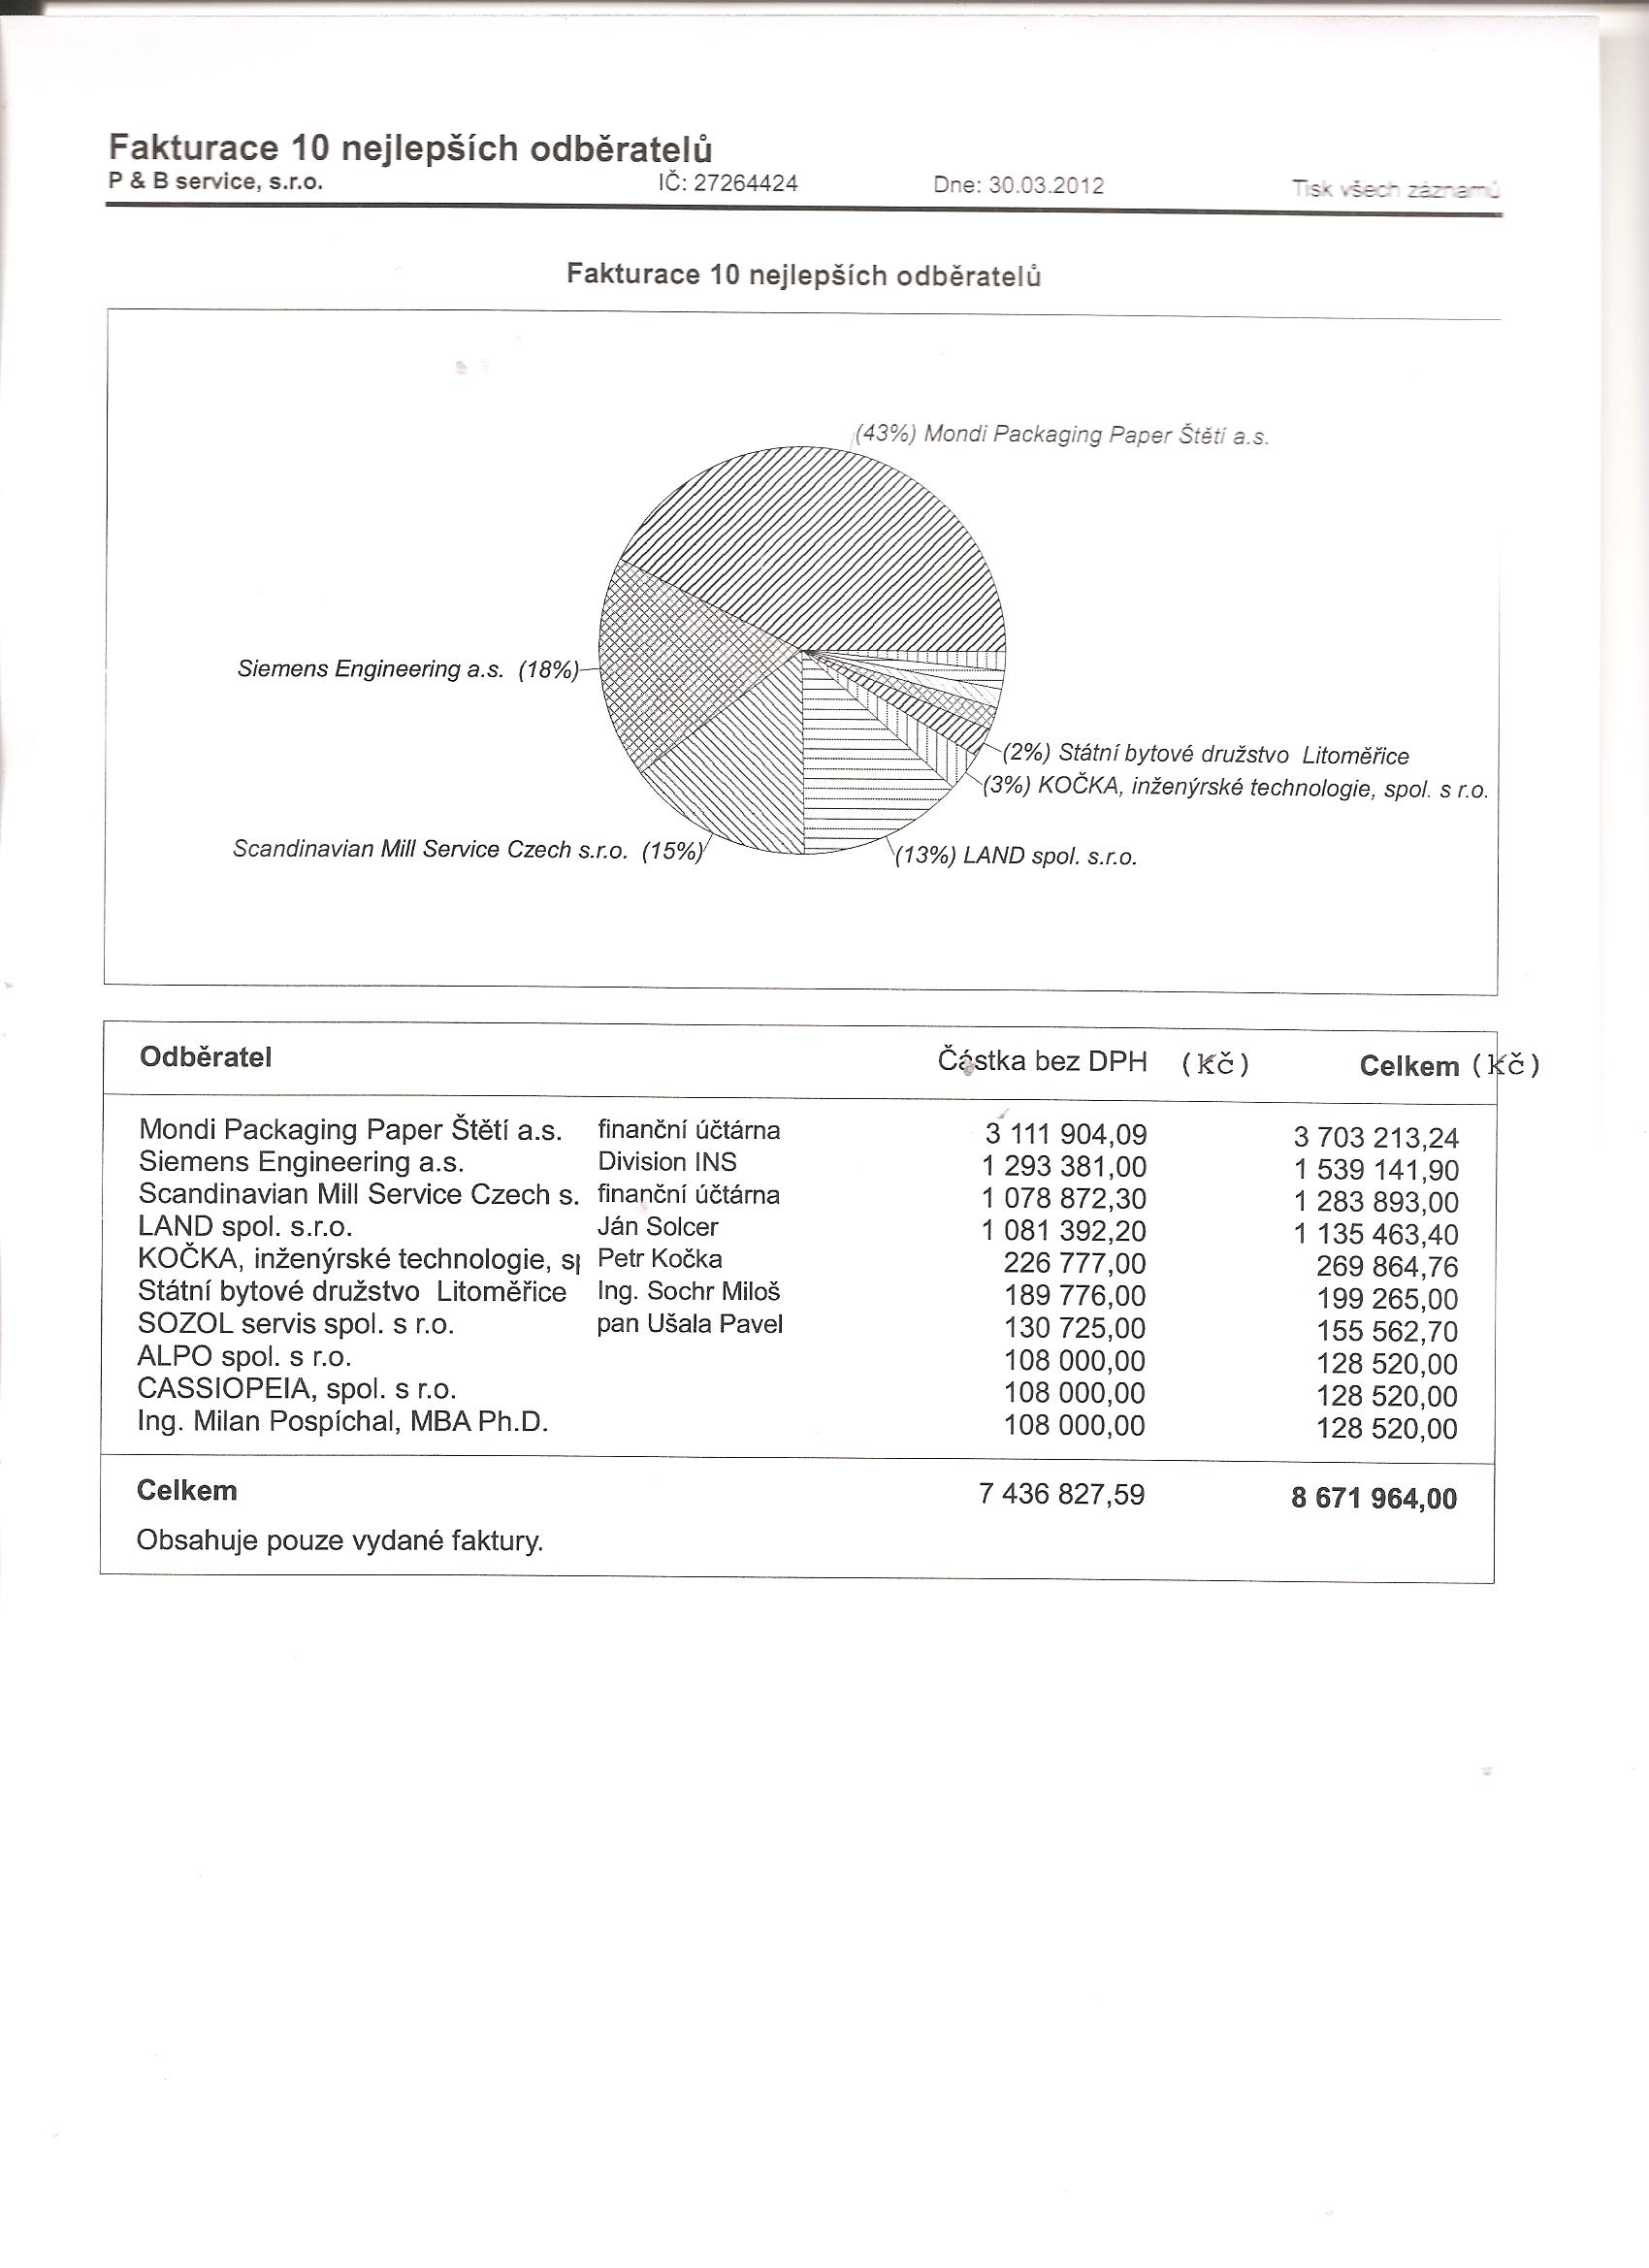 Fakturace 10 nejlepších odběratelů
P & B service, s.r.o. IČ: 27264424 Dne: 30.03.2012 Tisk všech záznamů
Fakturace 10 nejlepších odběratelů
(43%) Mondi Packaging Paper Štětí a.s.
Siemens Engineering a.s. (18%)
(2%) Státní bytové družstvo Litoměřice
(3%) KOČKA, inženýrské technologie, spol. s r.o.
Scandinavian Mill Service Czech s.r.o. (15%)
(13%) LAND spol. s.r.o.
Odběratel Částka bez DPH (kč) Celkem (kč)
Mondi Packaging Paper Štětí a.s. finanční účtárna 3 111 904,09 3 703 213,24
Siemens Engineering a.s. Division INS 1 293 381,00 1 539 141,90
Scandinavian Mill Service Czech s. finanční účtárna 1 078 872,30 1 283 893,00
LAND spol. s.r.o. Ján Solcer 1 081 392,20 1 135 463,40
KOČKA, inženýrské technologie, sp Petr Kočka 226 777,00 269 864,76
Státní bytové družstvo Litoměřice Ing. Sochr Miloš 189 776,00 199 265,00
SOZOL servis spol. s r.o. pan Ušala Pavel 130 725,00 155 562,70
ALPO spol. s r.o. 108 000,00 128 520,00
CASSIOPEIA, spol. s r.o. 108 000,00 128 520,00
Ing. Milan Pospíchal, MBA Ph.D. 108 000,00 128 520,00
Celkem 7 436 827,59 8 671 964,00
Obsahuje pouze vydané faktury.